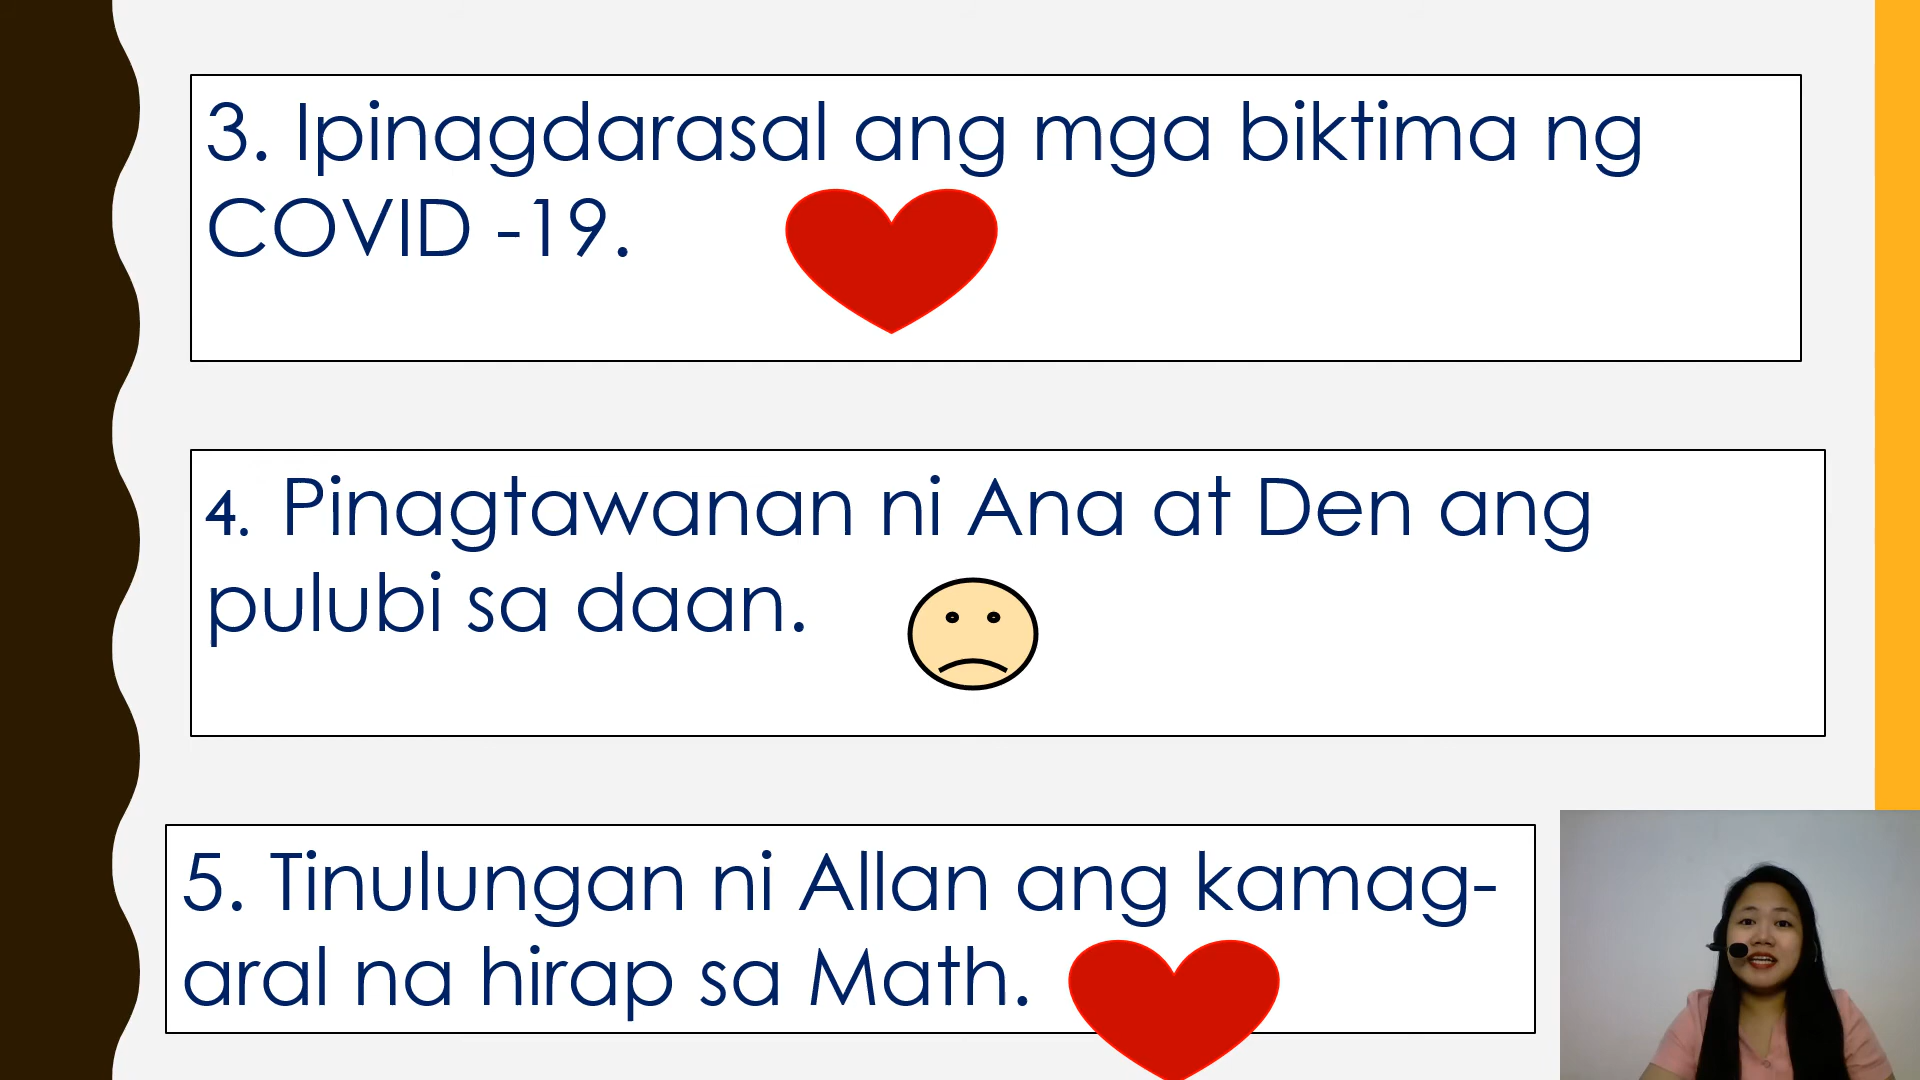 3. Ipinagdarasal ang mga biktima ng
COVID -19.
4. Pinagtawanan ni Ana at Den ang
pulubi sa daan.
5. Tinulungan ni Allan ang kamag-
aral na hirap sa Math.